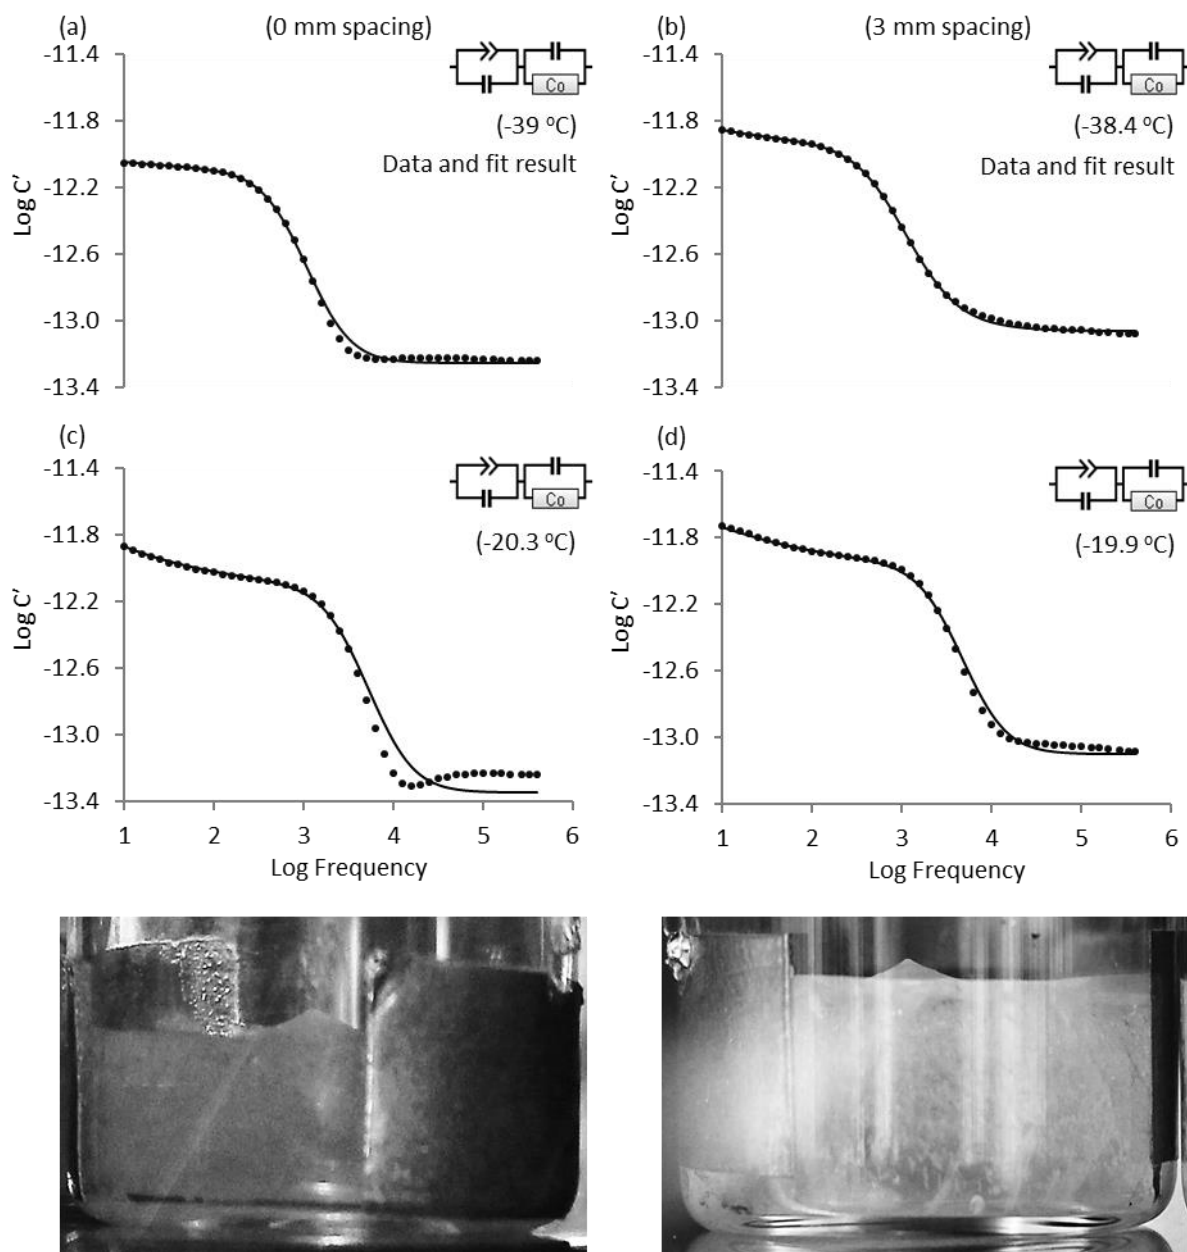 (a) (0 mm spacing)
-11.4
-11.8
-12.2
-12.6
-13.0
-13.4
Log C′
Co
(-39 °C)
Data and fit result
(b) (3 mm spacing)
-11.4
-11.8
-12.2
-12.6
-13.0
-13.4
Log C′
Co
(-38.4 °C)
Data and fit result
(c)
-11.4
-11.8
-12.2
-12.6
-13.0
-13.4
Log C′
Co
(-20.3 °C)
1 2 3 4 5 6
Log Frequency
(d)
-11.4
-11.8
-12.2
-12.6
-13.0
-13.4
Log C′
Co
(-19.9 °C)
1 2 3 4 5 6
Log Frequency